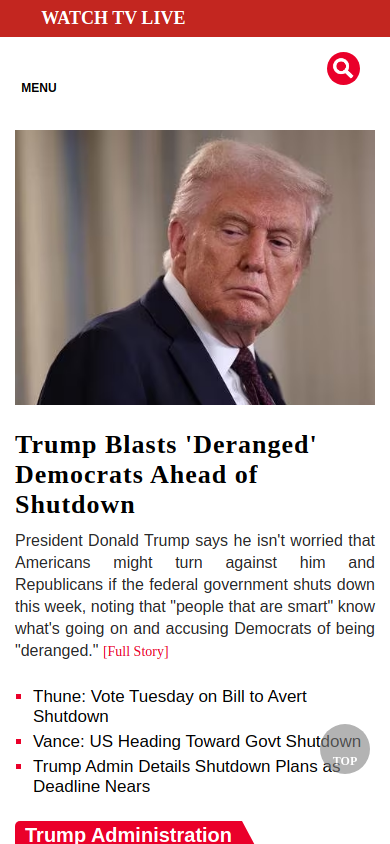 WATCH TV LIVE
MENU
Trump Blasts 'Deranged'
Democrats Ahead of
Shutdown
President Donald Trump says he isn't worried that
Americans might turn against him and
Republicans if the federal government shuts down
this week, noting that "people that are smart" know
what's going on and accusing Democrats of being
"deranged." [Full Story]
Thune: Vote Tuesday on Bill to Avert
Shutdown
Vance: US Heading Toward Govt Shutdown
Trump Admin Details Shutdown Plans as
Deadline Nears
TOP
Trump Administration